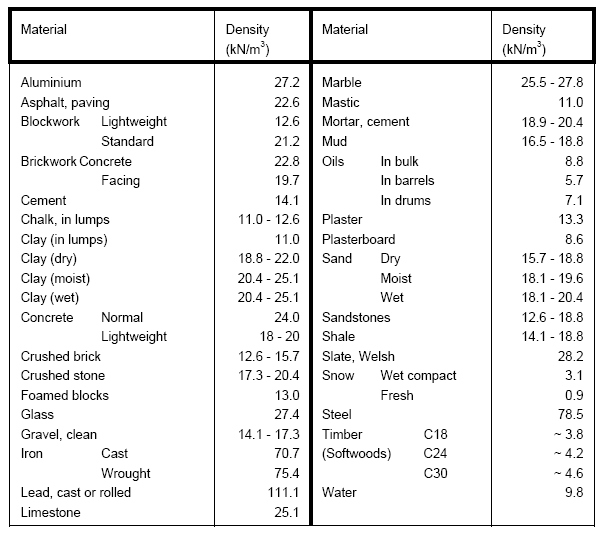 Material Density Material Density
(kN/m³) (kN/m³)
Aluminium 27.2
Asphalt, paving 22.6
Blockwork Lightweight 12.6
Standard 21.2
Brickwork Concrete 22.8
Facing 19.7
Cement 14.1
Chalk, in lumps 11.0 - 12.6
Clay (in lumps) 11.0
Clay (dry) 18.8 - 22.0
Clay (moist) 20.4 - 25.1
Clay (wet) 20.4 - 25.1
Concrete Normal 24.0
Lightweight 18 - 20
Crushed brick 12.6 - 15.7
Crushed stone 17.3 - 20.4
Foamed blocks 13.0
Glass 27.4
Gravel, clean 14.1 - 17.3
Iron Cast 70.7
Wrought 75.4
Lead, cast or rolled 111.1
Limestone 25.1
Marble 25.5 - 27.8
Mastic 11.0
Mortar, cement 18.9 - 20.4
Mud 16.5 - 18.8
Oils In bulk 8.8
In barrels 5.7
In drums 7.1
Plaster 13.3
Plasterboard 8.6
Sand Dry 15.7 - 18.8
Moist 18.1 - 19.6
Wet 18.1 - 20.4
Sandstones 12.6 - 18.8
Shale 14.1 - 18.8
Slate, Welsh 28.2
Snow Wet compact 3.1
Fresh 0.9
Steel 78.5
Timber C18 ~ 3.8
(Softwoods) C24 ~ 4.2
C30 ~ 4.6
Water 9.8